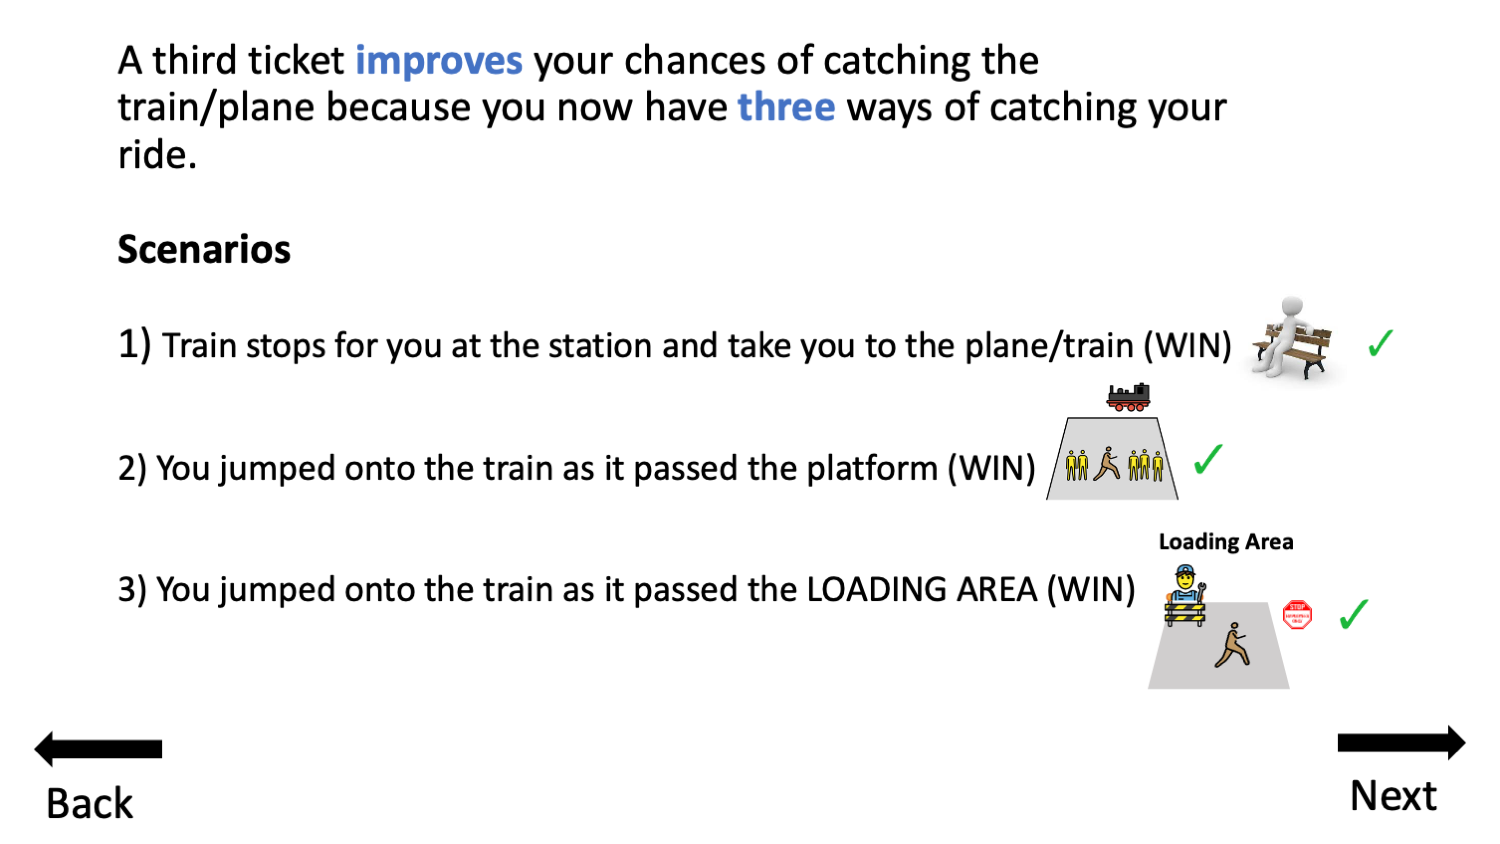 A third ticket improves your chances of catching the
train/plane because you now have three ways of catching your
ride.
Scenarios
1) Train stops for you at the station and take you to the plane/train (WIN)
2) You jumped onto the train as it passed the platform (WIN)
Loading Area
3) You jumped onto the train as it passed the LOADING AREA (WIN)
STOP
Back
Next